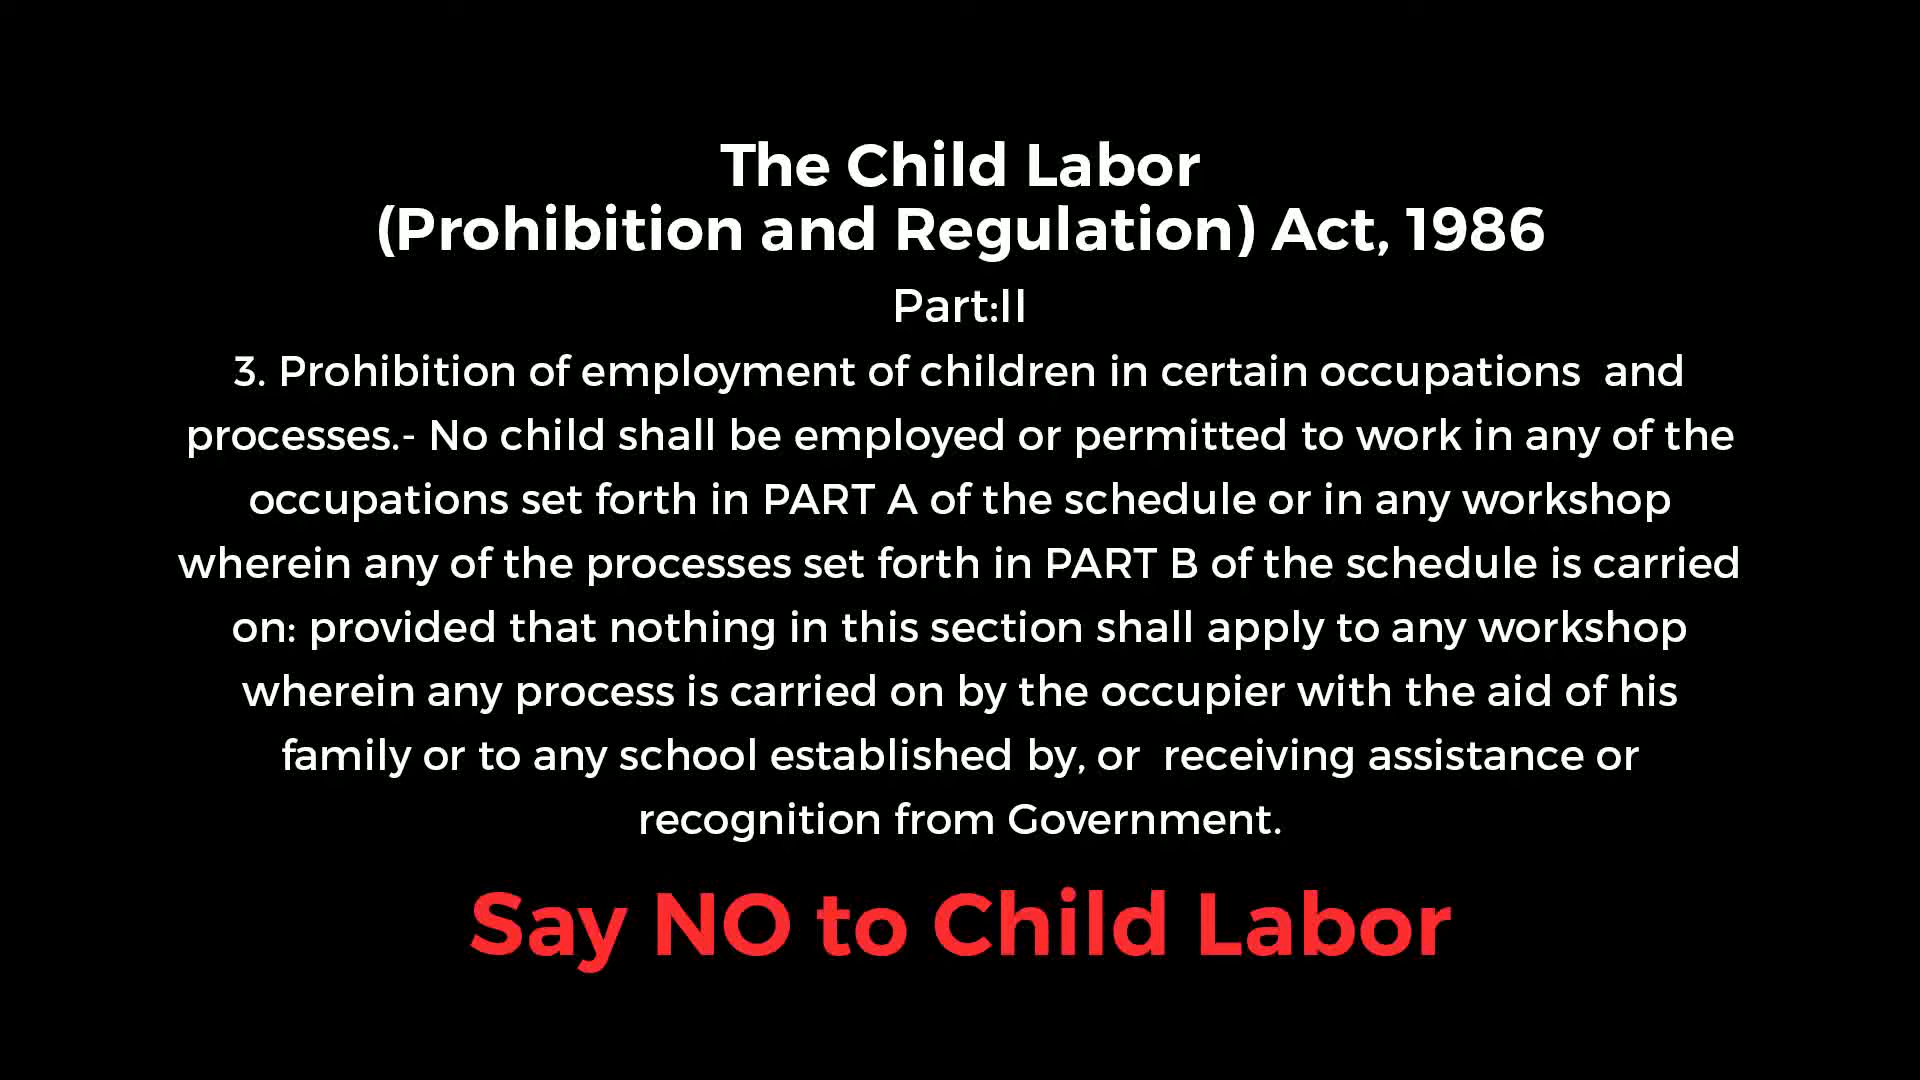 The Child Labor
(Prohibition and Regulation) Act, 1986
Part:II
3. Prohibition of employment of children in certain occupations  and
processes.- No child shall be employed or permitted to work in any of the
occupations set forth in PART A of the schedule or in any workshop
wherein any of the processes set forth in PART B of the schedule is carried
on: provided that nothing in this section shall apply to any workshop
wherein any process is carried on by the occupier with the aid of his
family or to any school established by, or  receiving assistance or
recognition from Government.
Say NO to Child Labor